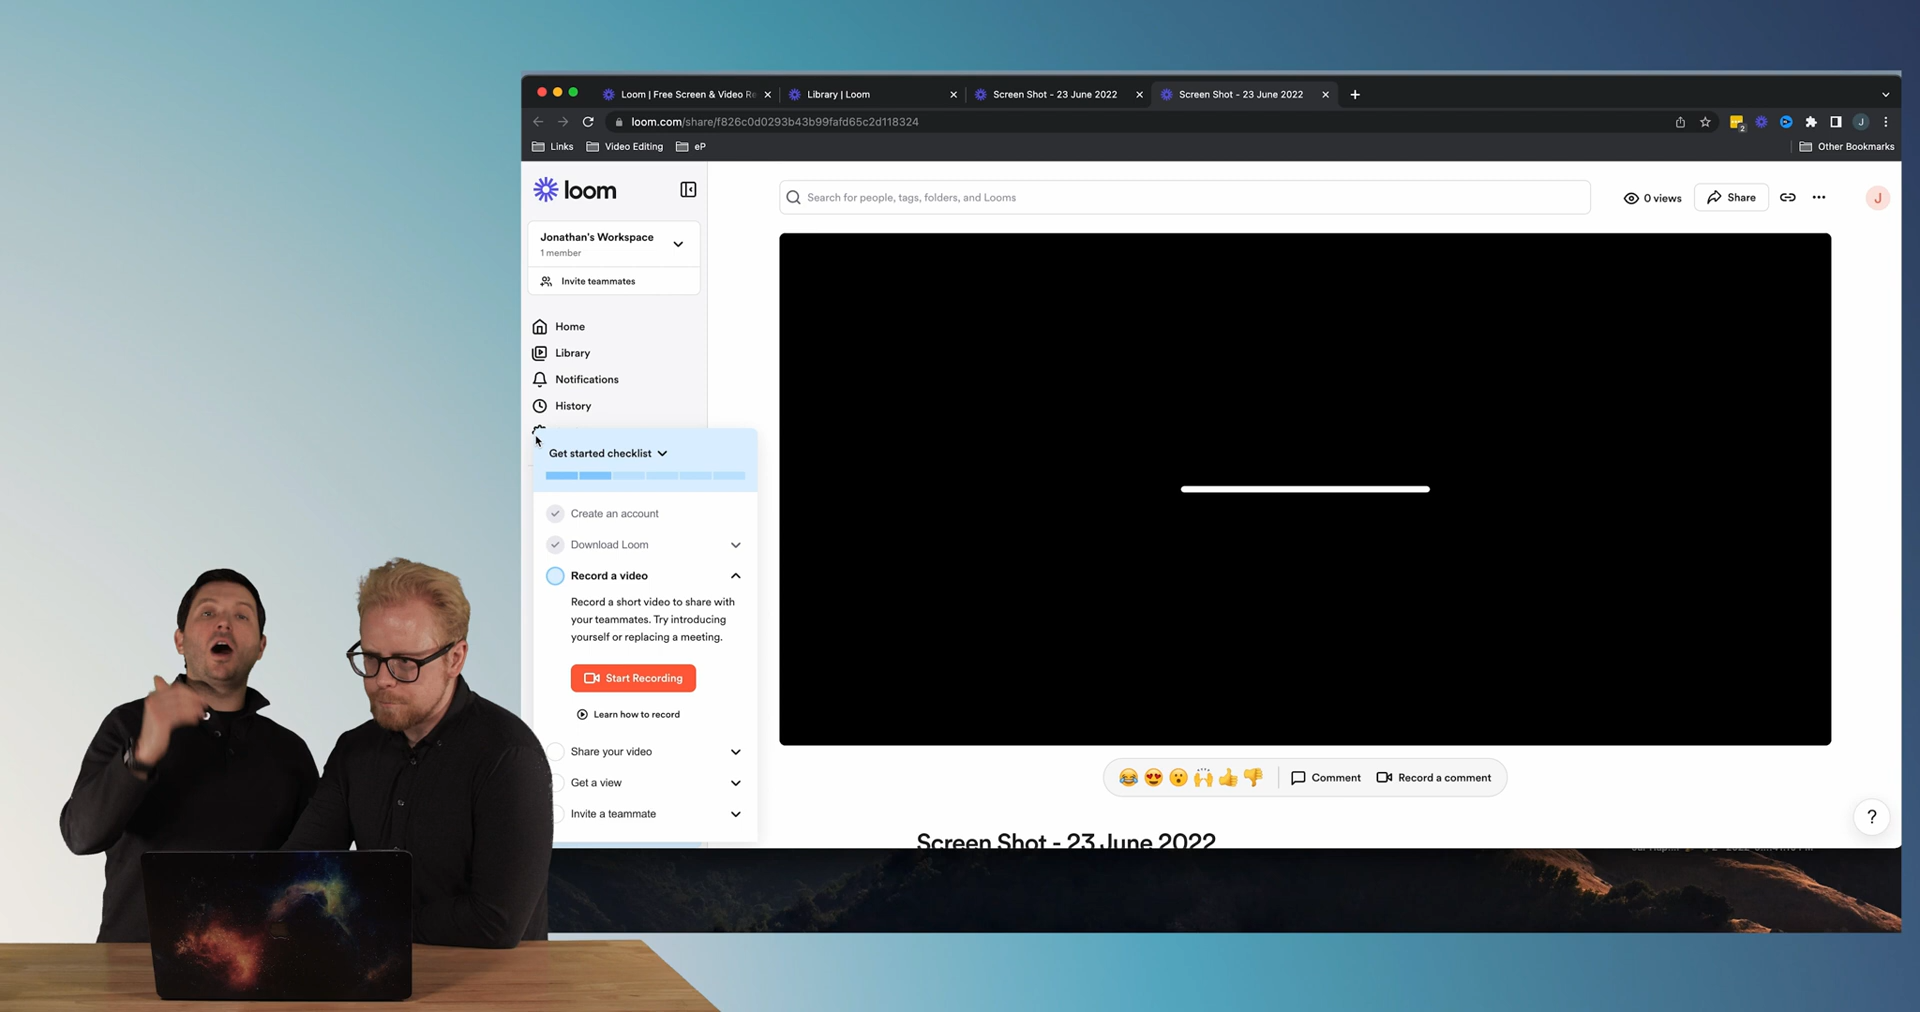 Loom | Free Screen & Video Re
Library | Loom
Screen Shot - 23 June 2022
Screen Shot - 23 June 2022
loom.com/share/f826c0d0293b43b99fafd65c2d118324
2
J
Links
Video Editing
eP
Other Bookmarks
loom
Search for people, tags, folders, and Looms
0 views
Share
J
Jonathan's Workspace
1 member
Invite teammates
Home
Library
Notifications
History
Get started checklist
Create an account
Download Loom
Record a video
Record a short video to share with
your teammates. Try introducing
yourself or replacing a meeting.
Start Recording
Learn how to record
Share your video
Get a view
Invite a teammate
Comment
Record a comment
?
Screen Shot - 23 June 2022